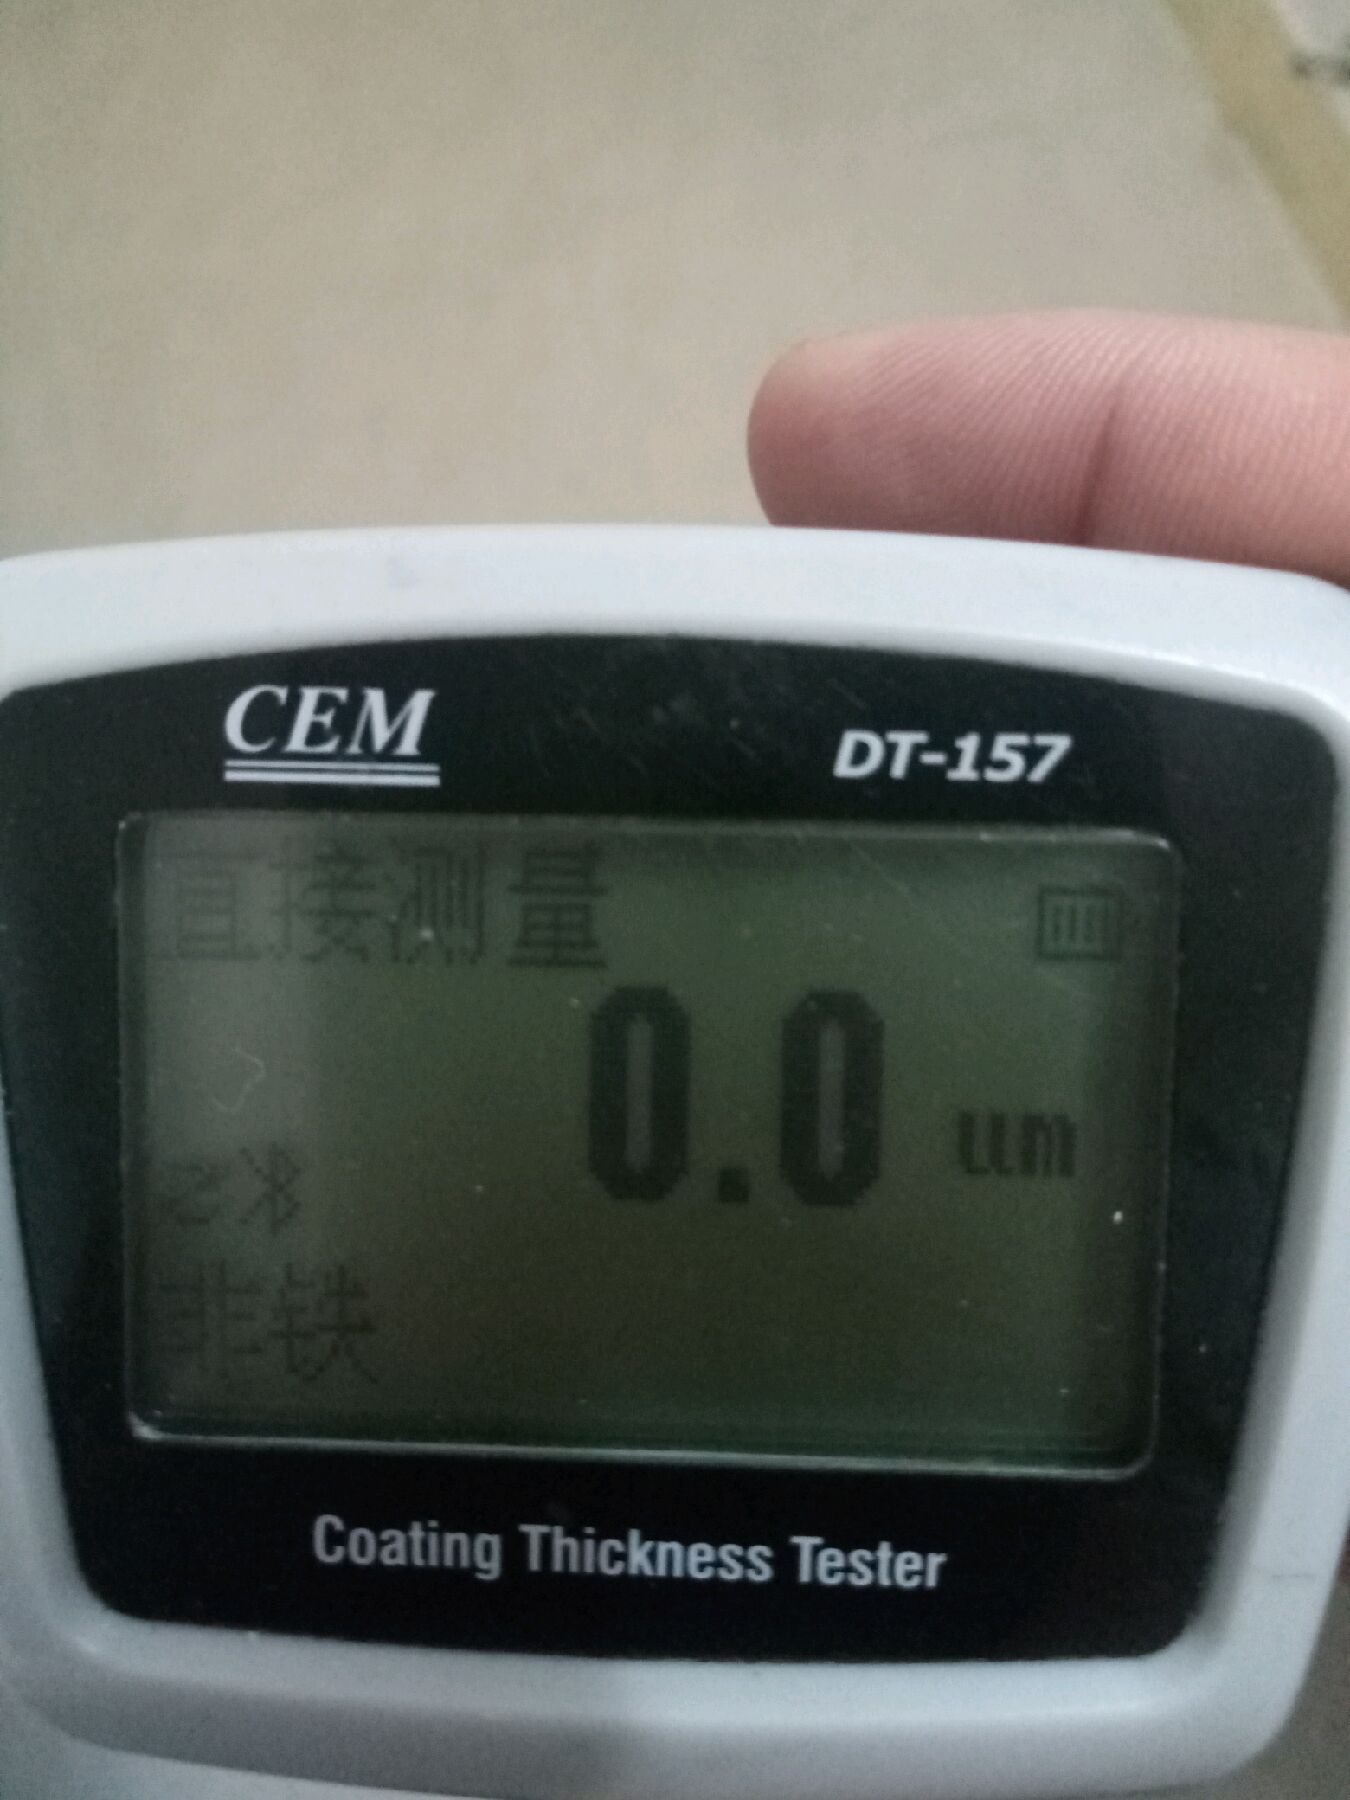 CEM
DT-157
直接测量
0.0 um
非铁
Coating Thickness Tester